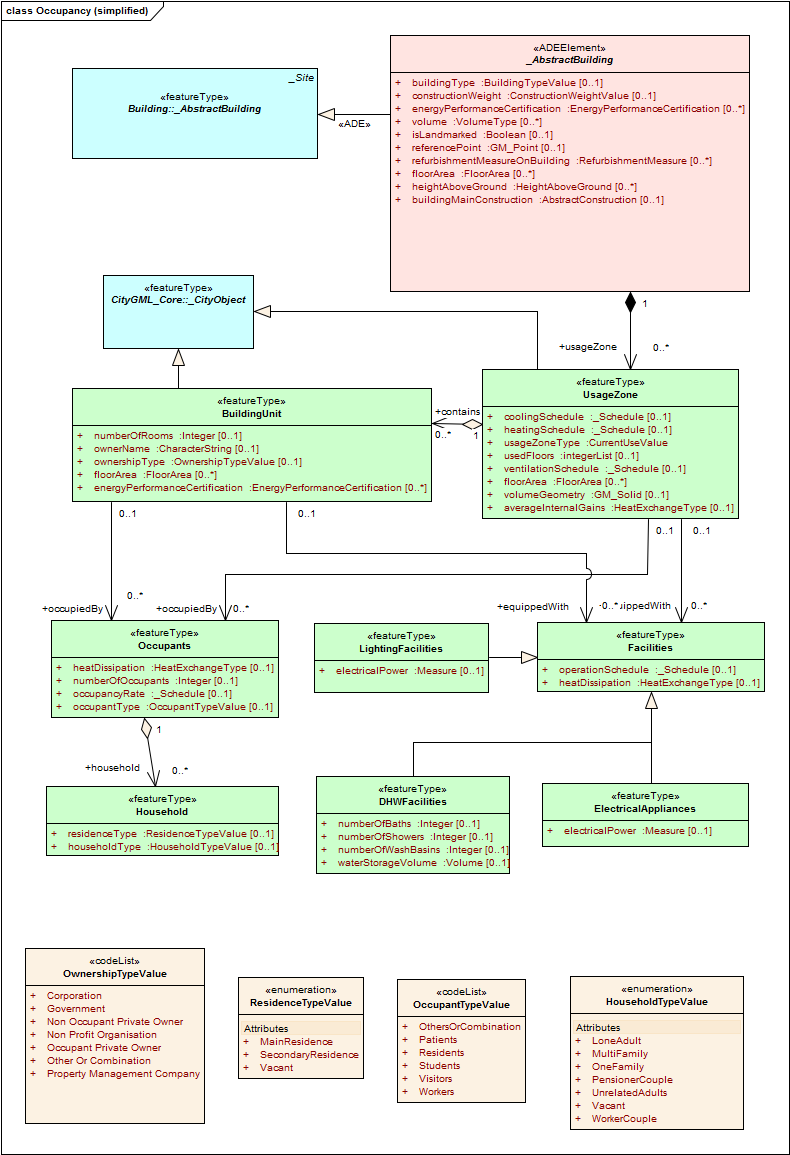 class Occupancy (simplified)
«ADEElement»
_AbstractBuilding
+ buildingType :BuildingTypeValue [0..1]
+ constructionWeight :ConstructionWeightValue [0..1]
+ energyPerformanceCertification :EnergyPerformanceCertification [0..*]
+ volume :VolumeType [0..*]
+ isLandmarked :Boolean [0..1]
+ referencePoint :GM_Point [0..1]
+ refurbishmentMeasureOnBuilding :RefurbishmentMeasure [0..*]
+ floorArea :FloorArea [0..*]
+ heightAboveGround :HeightAboveGround [0..*]
+ buildingMainConstruction :AbstractConstruction [0..1]
_Site
«featureType»
Building::_AbstractBuilding
«ADE»
«featureType»
CityGML_Core::_CityObject
1
+usageZone
0..*
«featureType»
BuildingUnit
+ numberOfRooms :Integer [0..1]
+ ownerName :CharacterString [0..1]
+ ownershipType :OwnershipTypeValue [0..1]
+ floorArea :FloorArea [0..*]
+ energyPerformanceCertification :EnergyPerformanceCertification [0..*]
+contains
0..*
1
«featureType»
UsageZone
+ coolingSchedule :_Schedule [0..1]
+ heatingSchedule :_Schedule [0..1]
+ usageZoneType :CurrentUseValue
+ usedFloors :integerList [0..1]
+ ventilationSchedule :_Schedule [0..1]
+ floorArea :FloorArea [0..*]
+ volumeGeometry :GM_Solid [0..1]
+ averageInternalGains :HeatExchangeType [0..1]
0..1
0..1
0..1
0..1
0..*
+occupiedBy
+occupiedBy
0..*
+equippedWith
0..*
uippedWith
0..*
«featureType»
Occupants
+ heatDissipation :HeatExchangeType [0..1]
+ numberOfOccupants :Integer [0..1]
+ occupancyRate :_Schedule [0..1]
+ occupantType :OccupantTypeValue [0..1]
«featureType»
LightingFacilities
+ electricalPower :Measure [0..1]
«featureType»
Facilities
+ operationSchedule :_Schedule [0..1]
+ heatDissipation :HeatExchangeType [0..1]
1
+household
0..*
«featureType»
Household
+ residenceType :ResidenceTypeValue [0..1]
+ householdType :HouseholdTypeValue [0..1]
«featureType»
DHWFacilities
+ numberOfBaths :Integer [0..1]
+ numberOfShowers :Integer [0..1]
+ numberOfWashBasins :Integer [0..1]
+ waterStorageVolume :Volume [0..1]
«featureType»
ElectricalAppliances
+ electricalPower :Measure [0..1]
«codeList»
OwnershipTypeValue
+ Corporation
+ Government
+ Non Occupant Private Owner
+ Non Profit Organisation
+ Occupant Private Owner
+ Other Or Combination
+ Property Management Company
«enumeration»
ResidenceTypeValue
Attributes
+ MainResidence
+ SecondaryResidence
+ Vacant
«codeList»
OccupantTypeValue
+ OthersOrCombination
+ Patients
+ Residents
+ Students
+ Visitors
+ Workers
«enumeration»
HouseholdTypeValue
Attributes
+ LoneAdult
+ MultiFamily
+ OneFamily
+ PensionerCouple
+ UnrelatedAdults
+ Vacant
+ WorkerCouple